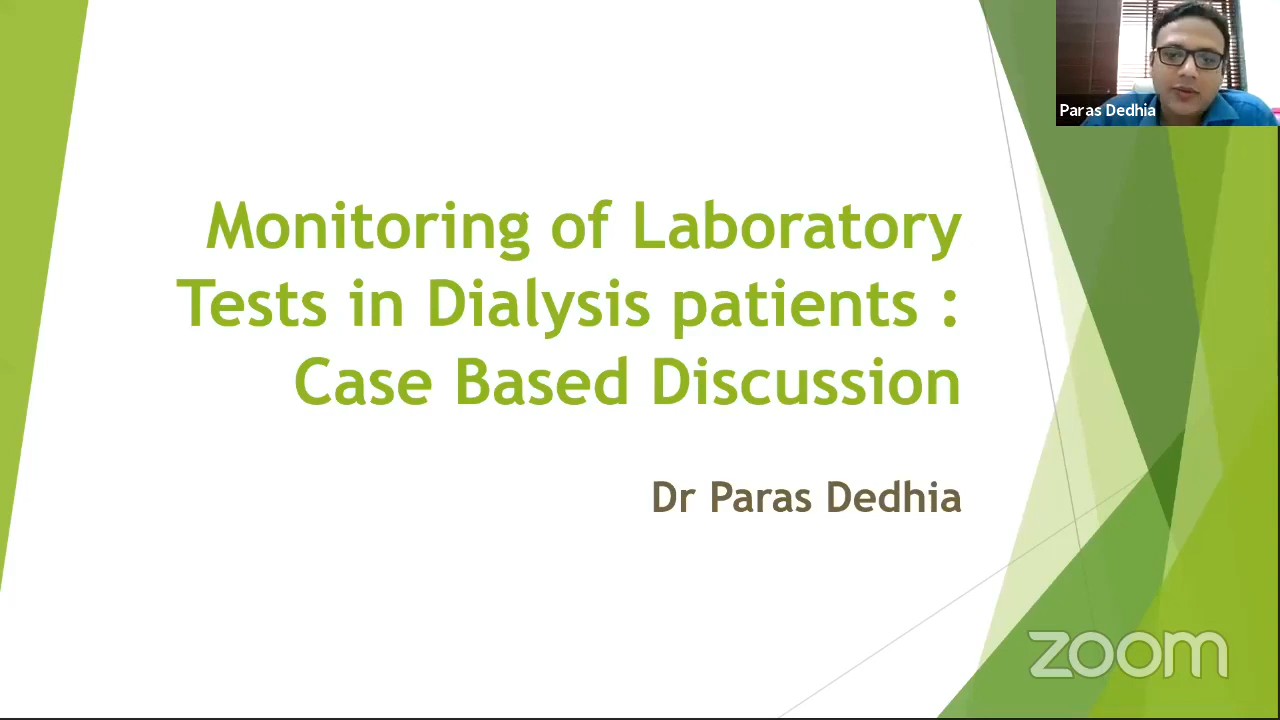 Paras Dedhia
Monitoring of Laboratory
Tests in Dialysis patients :
Case Based Discussion
Dr Paras Dedhia
zoom